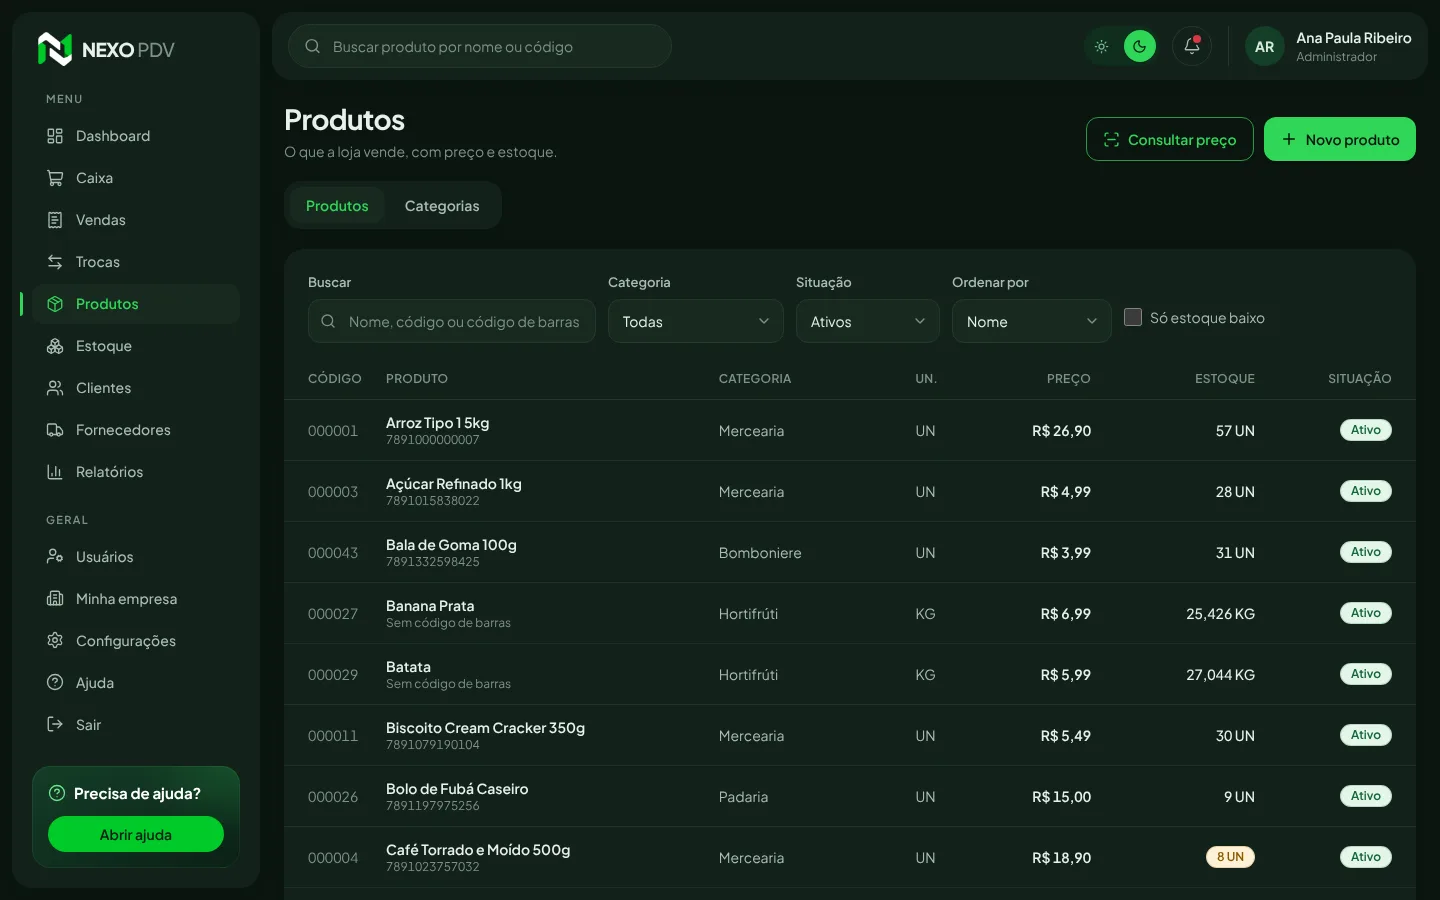 NEXO PDV
MENU
Dashboard
Caixa
Vendas
Trocas
Produtos
Estoque
Clientes
Fornecedores
Relatórios
GERAL
Usuários
Minha empresa
Configurações
Ajuda
Sair
Precisa de ajuda?
Abrir ajuda
Buscar produto por nome ou código
AR
Ana Paula Ribeiro
Administrador
Produtos
O que a loja vende, com preço e estoque.
Consultar preço
+ Novo produto
Produtos Categorias
Buscar Categoria Situação Ordenar por
Nome, código ou código de barras Todas Ativos Nome Só estoque baixo
CÓDIGO PRODUTO CATEGORIA UN. PREÇO ESTOQUE SITUAÇÃO
000001 Arroz Tipo 1 5kg Mercearia UN R$ 26,90 57 UN Ativo
7891000000007
000003 Açúcar Refinado 1kg Mercearia UN R$ 4,99 28 UN Ativo
7891015838022
000043 Bala de Goma 100g Bomboniere UN R$ 3,99 31 UN Ativo
7891332598425
000027 Banana Prata Hortifrúti KG R$ 6,99 25,426 KG Ativo
Sem código de barras
000029 Batata Hortifrúti KG R$ 5,99 27,044 KG Ativo
Sem código de barras
000011 Biscoito Cream Cracker 350g Mercearia UN R$ 5,49 30 UN Ativo
7891079190104
000026 Bolo de Fubá Caseiro Padaria UN R$ 15,00 9 UN Ativo
7891197975256
000004 Café Torrado e Moído 500g Mercearia UN R$ 18,90 8 UN Ativo
7891023757032